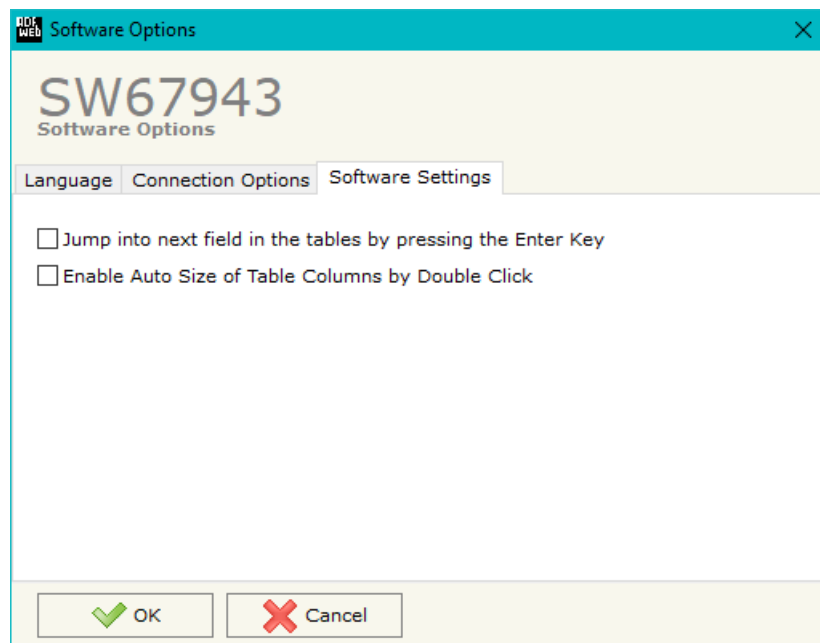 ADF
WEB
Software Options
SW67943
Software Options
Language Connection Options Software Settings
Jump into next field in the tables by pressing the Enter Key
Enable Auto Size of Table Columns by Double Click
OK Cancel